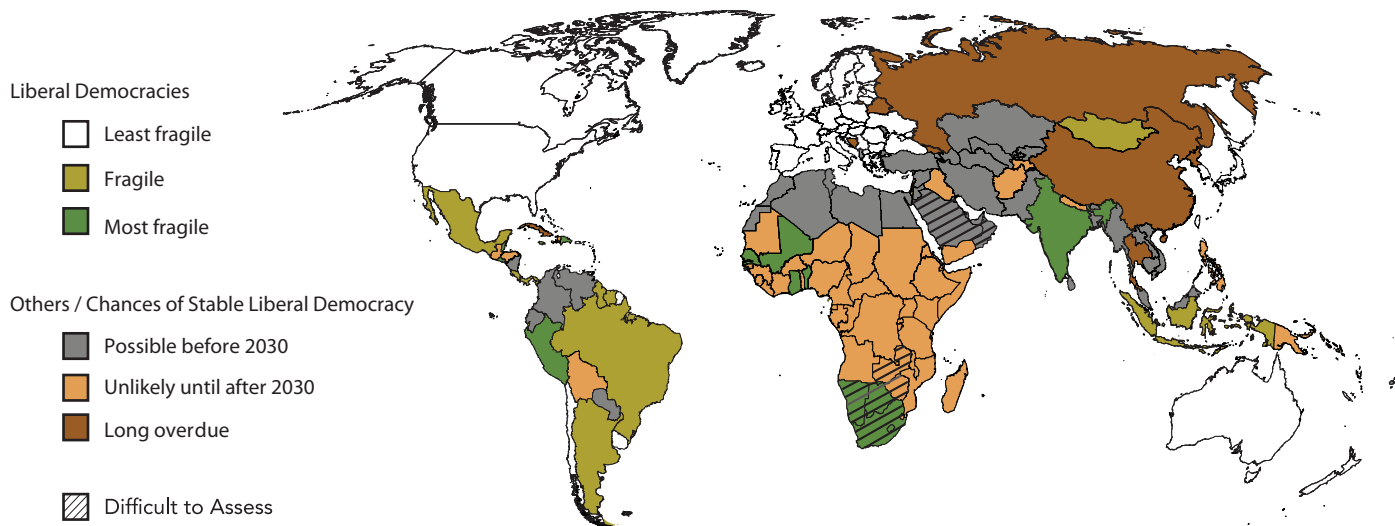 Liberal Democracies
Least fragile
Fragile
Most fragile
Others / Chances of Stable Liberal Democracy
Possible before 2030
Unlikely until after 2030
Long overdue
Difficult to Assess